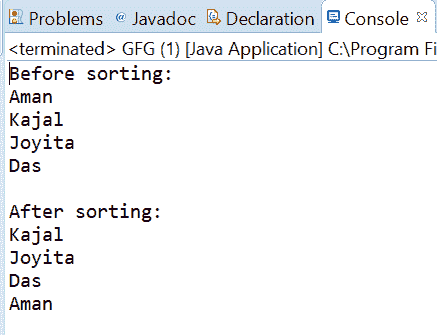 Problems @ Javadoc Declaration Console
<terminated> GFG (1) [Java Application] C:\Program Fi
Before sorting:
Aman
Kajal
Joyita
Das
After sorting:
Kajal
Joyita
Das
Aman